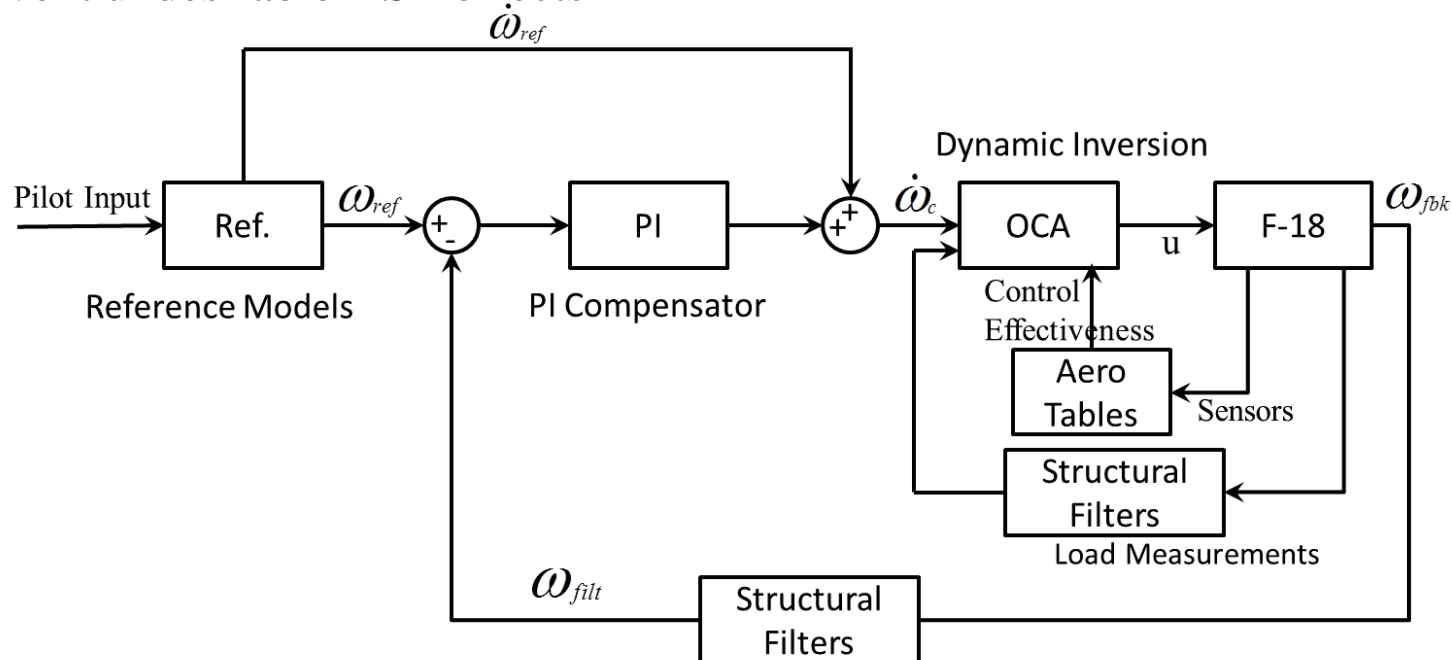 ω̇ref
Dynamic Inversion
Pilot Input
Ref.
ωref
+
-
PI
+
+
ω̇c
OCA
u
F-18
ωfbk
Reference Models
PI Compensator
Control
Effectiveness
Aero
Tables
Sensors
Structural
Filters
Load Measurements
ωfilt
Structural
Filters